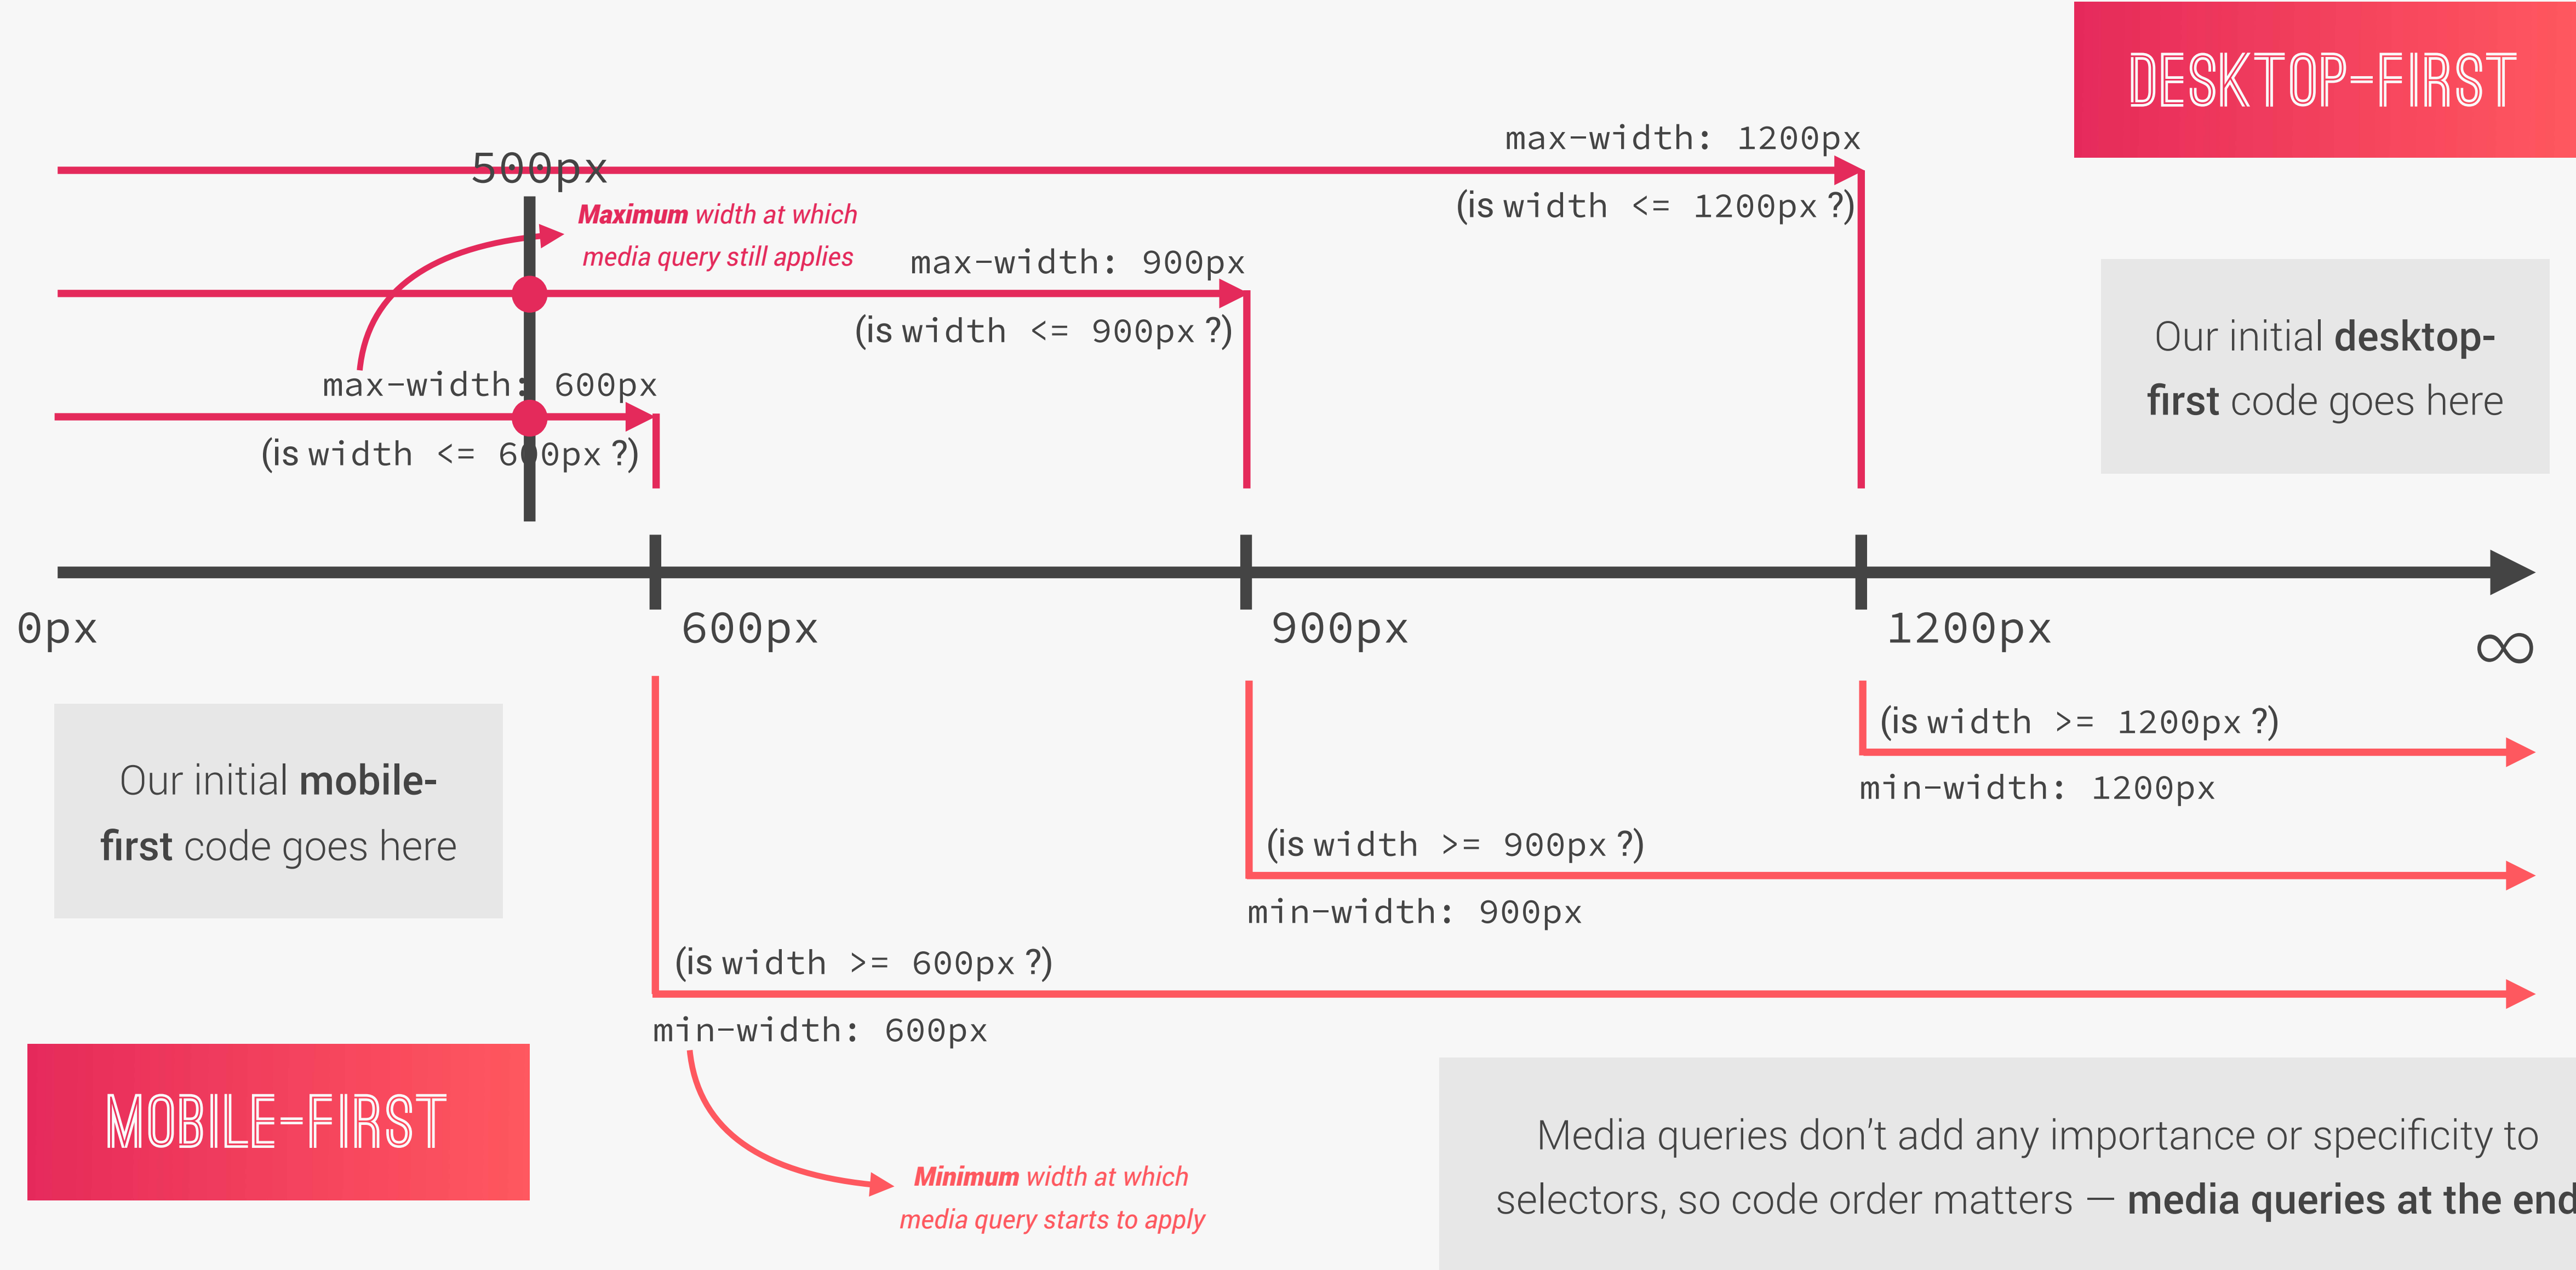 DESKTOP-FIRST
max-width: 1200px
500px
(is width <= 1200px ?)
Maximum width at which
media query still applies
max-width: 900px
(is width <= 900px ?)
Our initial desktop-
first code goes here
max-width: 600px
(is width <= 600px ?)
0px
600px
900px
1200px
∞
(is width >= 1200px ?)
min-width: 1200px
Our initial mobile-
first code goes here
(is width >= 900px ?)
min-width: 900px
(is width >= 600px ?)
min-width: 600px
MOBILE-FIRST
Minimum width at which
media query starts to apply
Media queries don’t add any importance or specificity to
selectors, so code order matters — media queries at the end